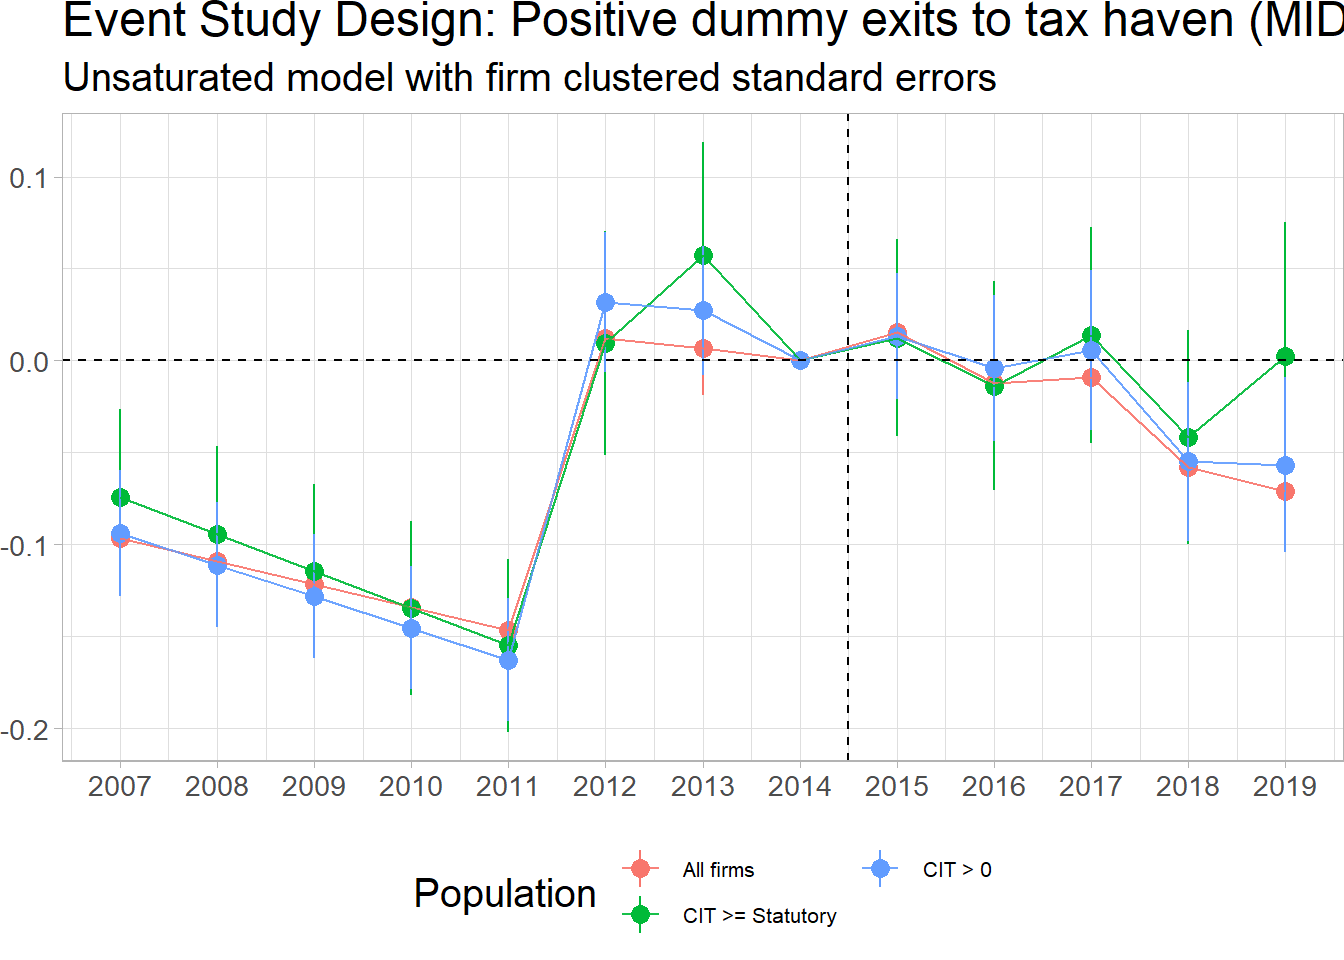 Event Study Design: Positive dummy exits to tax haven (MID
Unsaturated model with firm clustered standard errors
0.1
0.0
-0.1
-0.2
2007 2008 2009 2010 2011 2012 2013 2014 2015 2016 2017 2018 2019
Population
All firms
CIT > 0
CIT >= Statutory